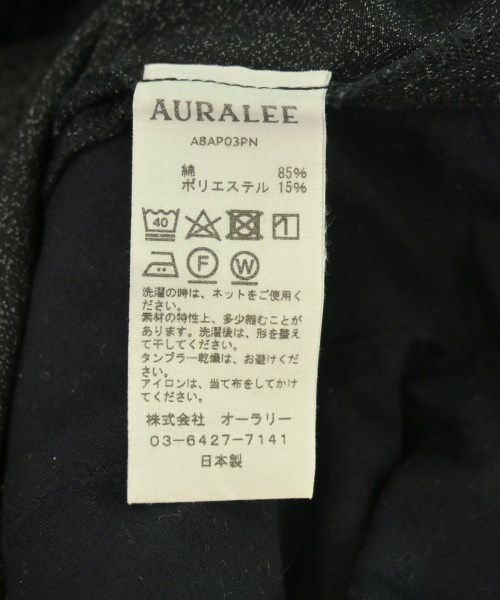 AURALEE
A8AP03PN
綿 85%
ポリエステル 15%
40
F W
洗濯の時は、ネットをご使用く
ださい。
素材の特性上、多少縮むことが
あります。洗濯後は、形を整え
て干してください。
タンブラー乾燥は、お避けくだ
さい。
アイロンは、当て布をしてかけ
てください。
株式会社 オーラリー
03-6427-7141
日本製